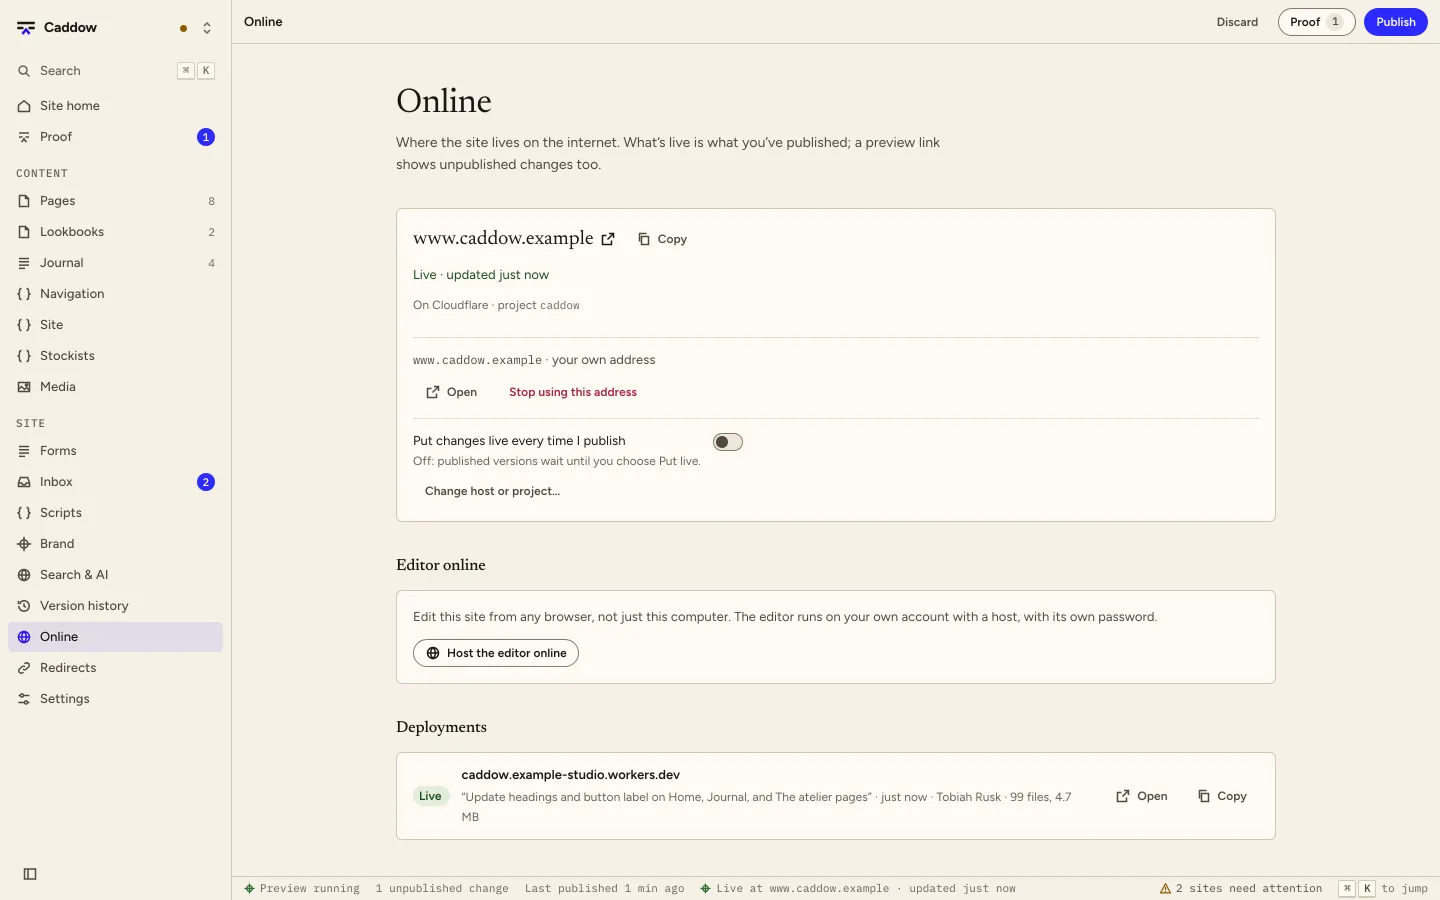 Caddow
Search ⌘ K
Site home
Proof 1
CONTENT
Pages 8
Lookbooks 2
Journal 4
Navigation
Site
Stockists
Media
SITE
Forms
Inbox 2
Scripts
Brand
Search & AI
Version history
Online
Redirects
Settings
Online
Discard
Proof 1
Publish
Online
Where the site lives on the internet. What’s live is what you’ve published; a preview link
shows unpublished changes too.
www.caddow.example
Copy
Live · updated just now
On Cloudflare · project caddow
www.caddow.example · your own address
Open
Stop using this address
Put changes live every time I publish
Off: published versions wait until you choose Put live.
Change host or project…
Editor online
Edit this site from any browser, not just this computer. The editor runs on your own account with a host, with its own password.
Host the editor online
Deployments
caddow.example-studio.workers.dev
Live
“Update headings and button label on Home, Journal, and The atelier pages” · just now · Tobiah Rusk · 99 files, 4.7
MB
Open
Copy
Preview running
1 unpublished change
Last published 1 min ago
Live at www.caddow.example · updated just now
2 sites need attention
⌘ K to jump